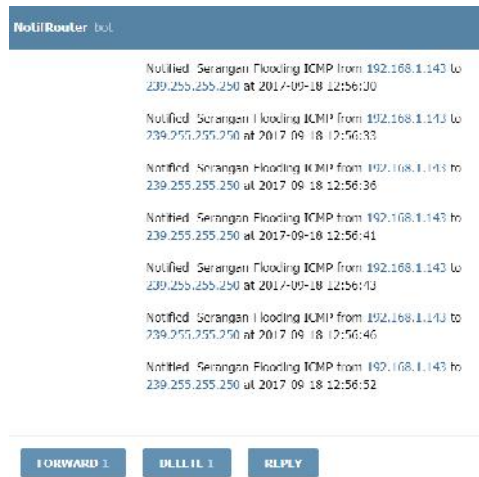 NotifRouter bot
Notified Serangan Flooding ICMP from 192.168.1.143 to
239.255.255.250 at 2017-09-18 12:56:30
Notified Serangan Flooding ICMP from 192.168.1.143 to
239.255.255.250 at 2017-09-18 12:56:33
Notified Serangan Flooding ICMP from 192.168.1.143 to
239.255.255.250 at 2017-09-18 12:56:36
Notified Serangan Flooding ICMP from 192.168.1.143 to
239.255.255.250 at 2017-09-18 12:56:41
Notified Serangan Flooding ICMP from 192.168.1.143 to
239.255.255.250 at 2017-09-18 12:56:43
Notified Serangan Flooding ICMP from 192.168.1.143 to
239.255.255.250 at 2017-09-18 12:56:46
Notified Serangan Flooding ICMP from 192.168.1.143 to
239.255.255.250 at 2017-09-18 12:56:52
FORWARD 1 DELETE 1 REPLY